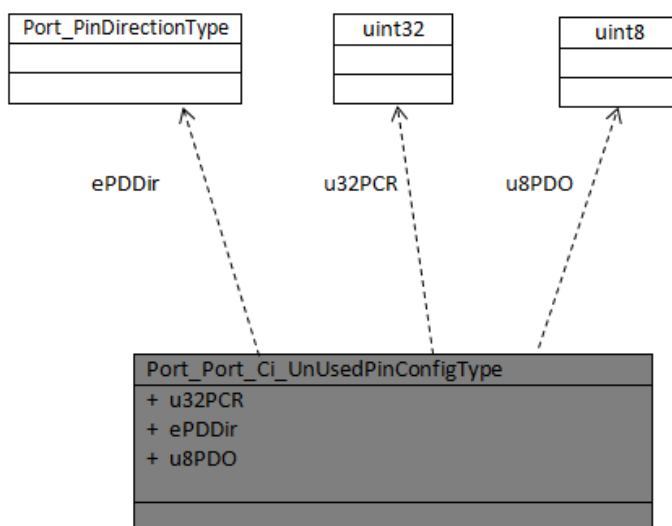 Port_PinDirectionType
uint32
uint8
ePDDir
u32PCR
u8PDO
Port_Port_Ci_UnUsedPinConfigType
+ u32PCR
+ ePDDir
+ u8PDO